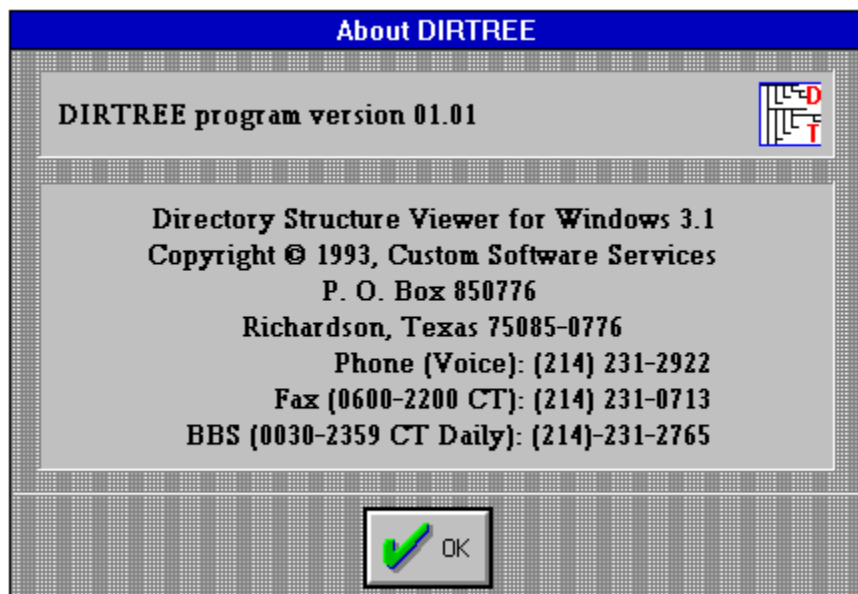 About DIRTREE
DIRTREE program version 01.01
D
T
Directory Structure Viewer for Windows 3.1
Copyright © 1993, Custom Software Services
P. O. Box 850776
Richardson, Texas 75085-0776
Phone (Voice): (214) 231-2922
Fax (0600-2200 CT): (214) 231-0713
BBS (0030-2359 CT Daily): (214)-231-2765
OK